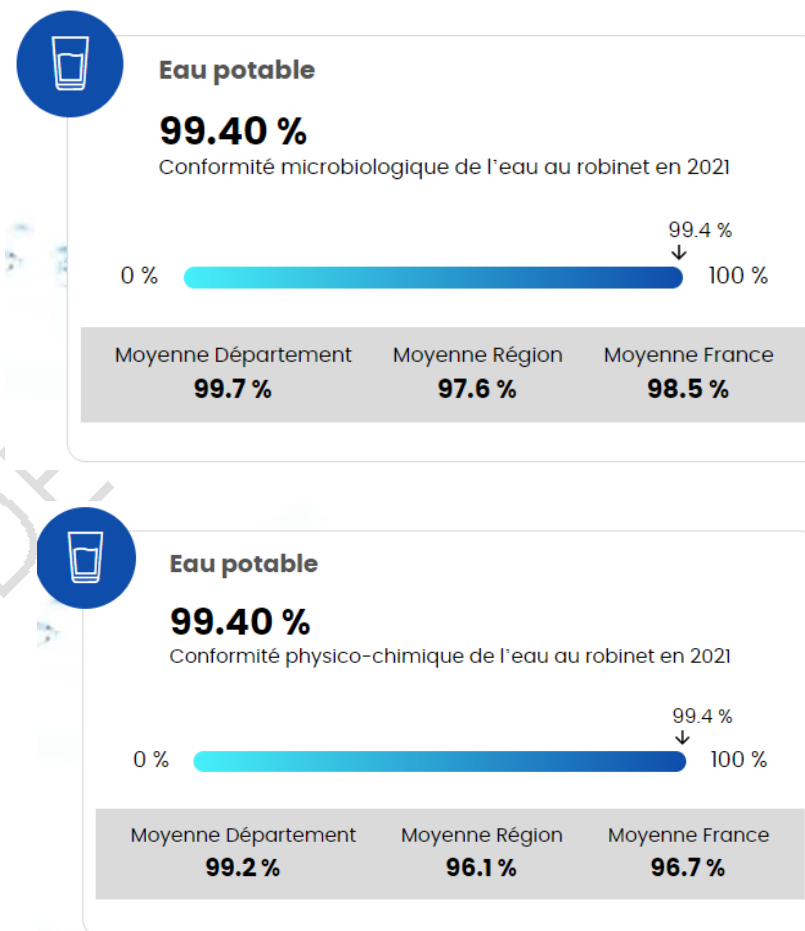 Eau potable
99.40 %
Conformité microbiologique de l'eau au robinet en 2021
99.4 %
0 %
100 %
Moyenne Département
Moyenne Région
Moyenne France
99.7 %
97.6 %
98.5 %
Eau potable
99.40 %
Conformité physico-chimique de l'eau au robinet en 2021
99.4 %
0 %
100 %
Moyenne Département
Moyenne Région
Moyenne France
99.2 %
96.1 %
96.7 %